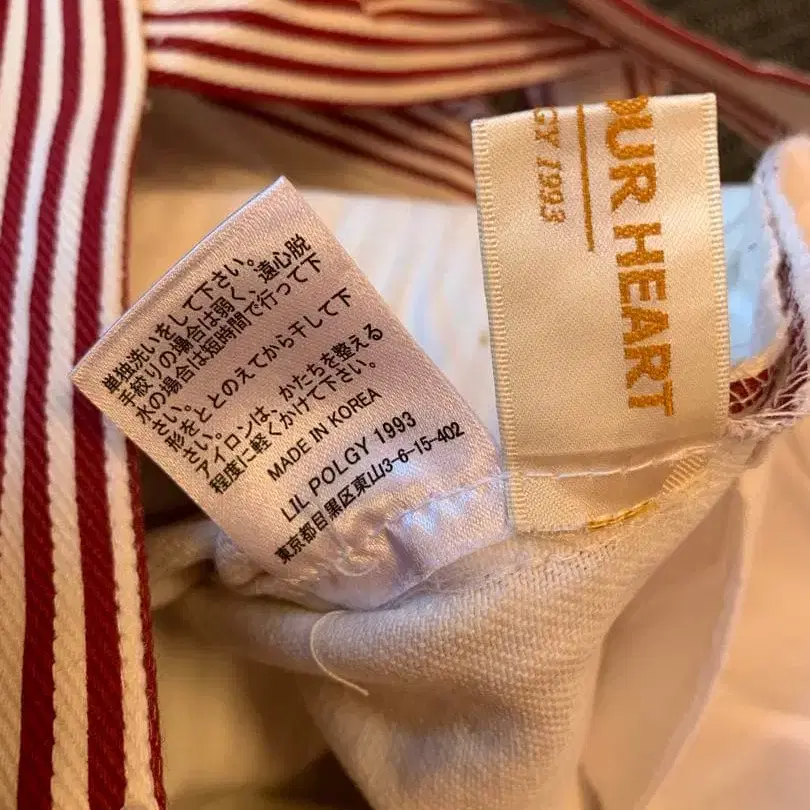 単独洗いをして下さい。
手絞りの場合は弱く、遠心脱
水の場合は短時間で行って下
さい。
形をととのえてから干して下
さい。
アイロンは、かたちを整える
程度に軽くかけて下さい。
MADE IN KOREA
LIL POLGY 1993
東京都目黒区東山3-6-15-402
OUR HEART
GY 1993